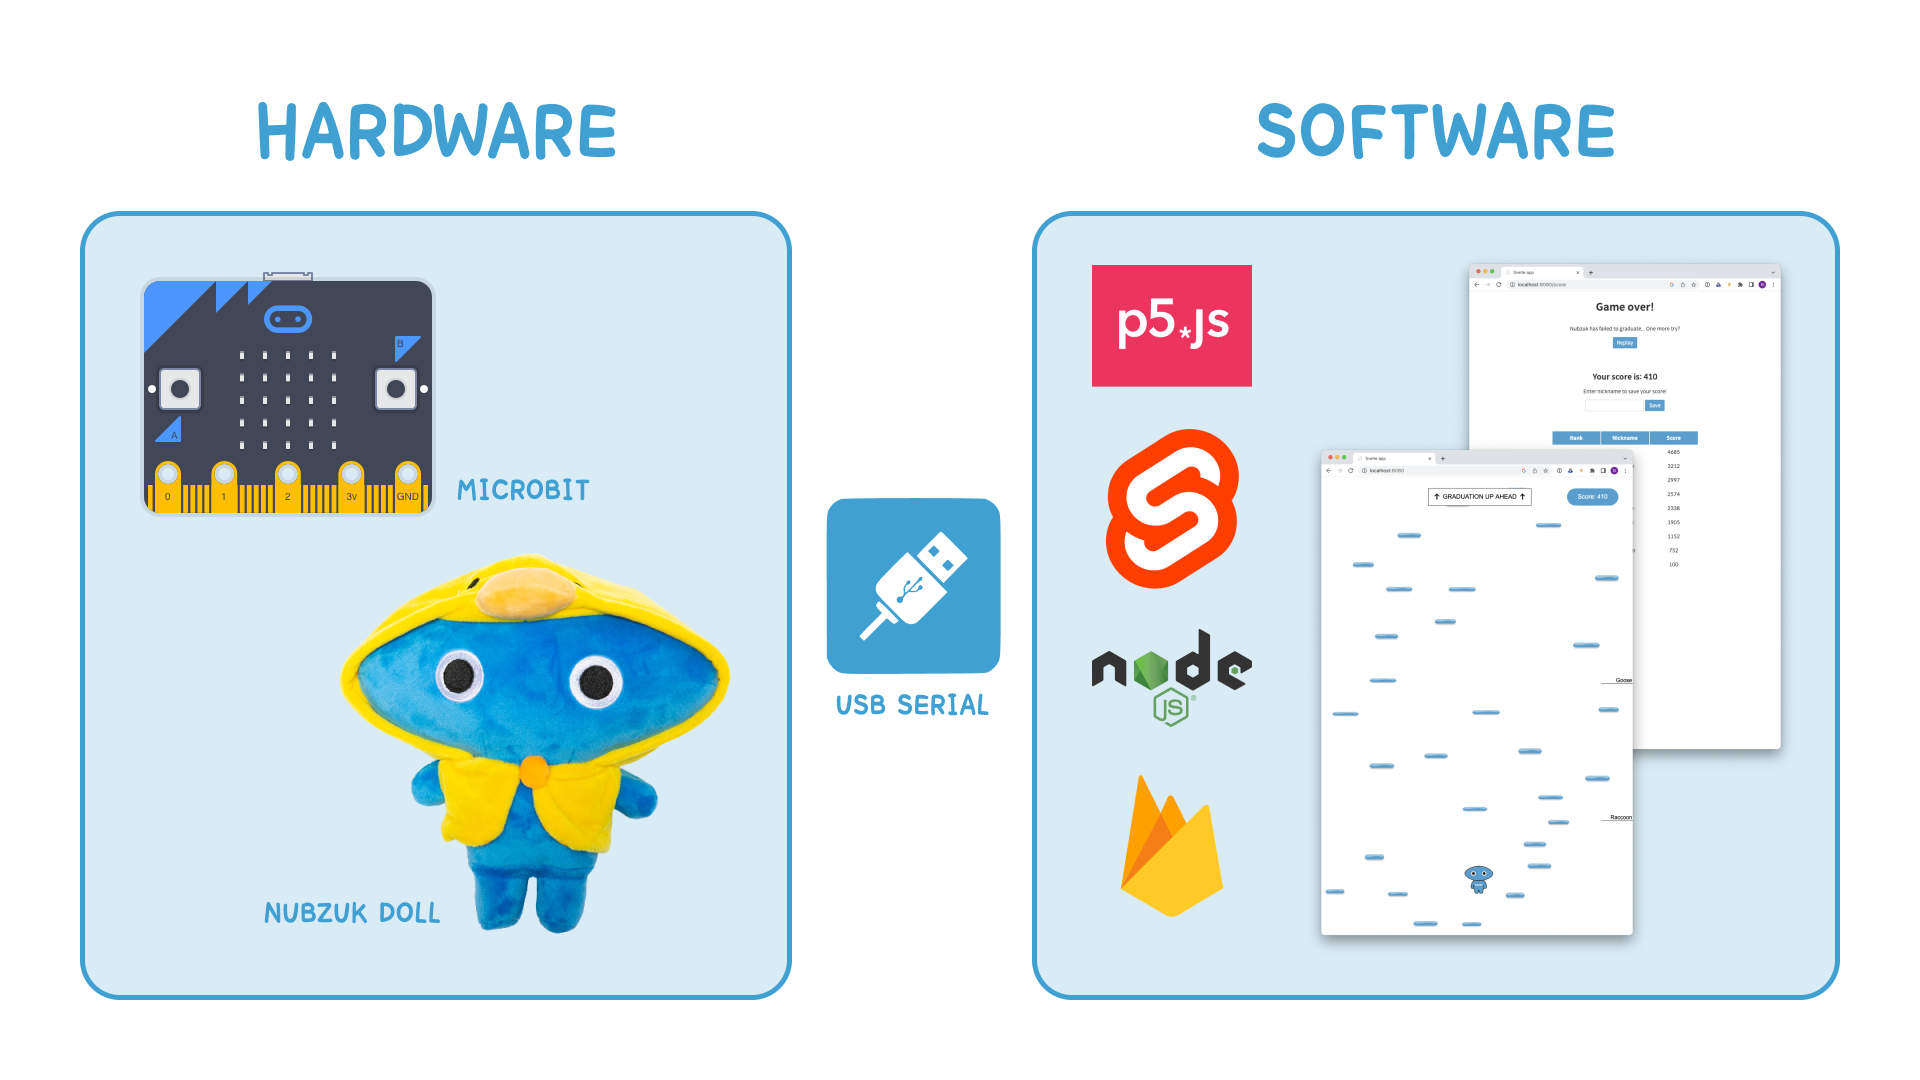 HARDWARE
SOFTWARE
B
A
0 1 2 3V GND
MICROBIT
NUBZUK DOLL
USB SERIAL
p5*js
node
JS
Svelte app
localhost:8080/score
Game over!
Nubzuk has failed to graduate.. One more try?
Replay
Your score is: 410
Enter nickname to save your score!
Save
Rank Nickname Score
4685
3212
2997
2574
2338
1905
1152
752
100
Svelte app
localhost:8080
↑ GRADUATION UP AHEAD ↑
Score: 410
Goose
Raccoon